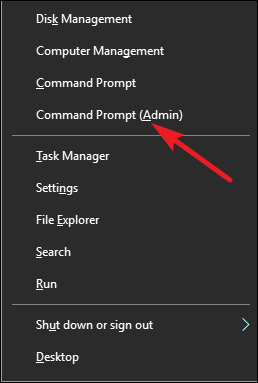 Disk Management
Computer Management
Command Prompt
Command Prompt (Admin)
Task Manager
Settings
File Explorer
Search
Run
Shut down or sign out
Desktop